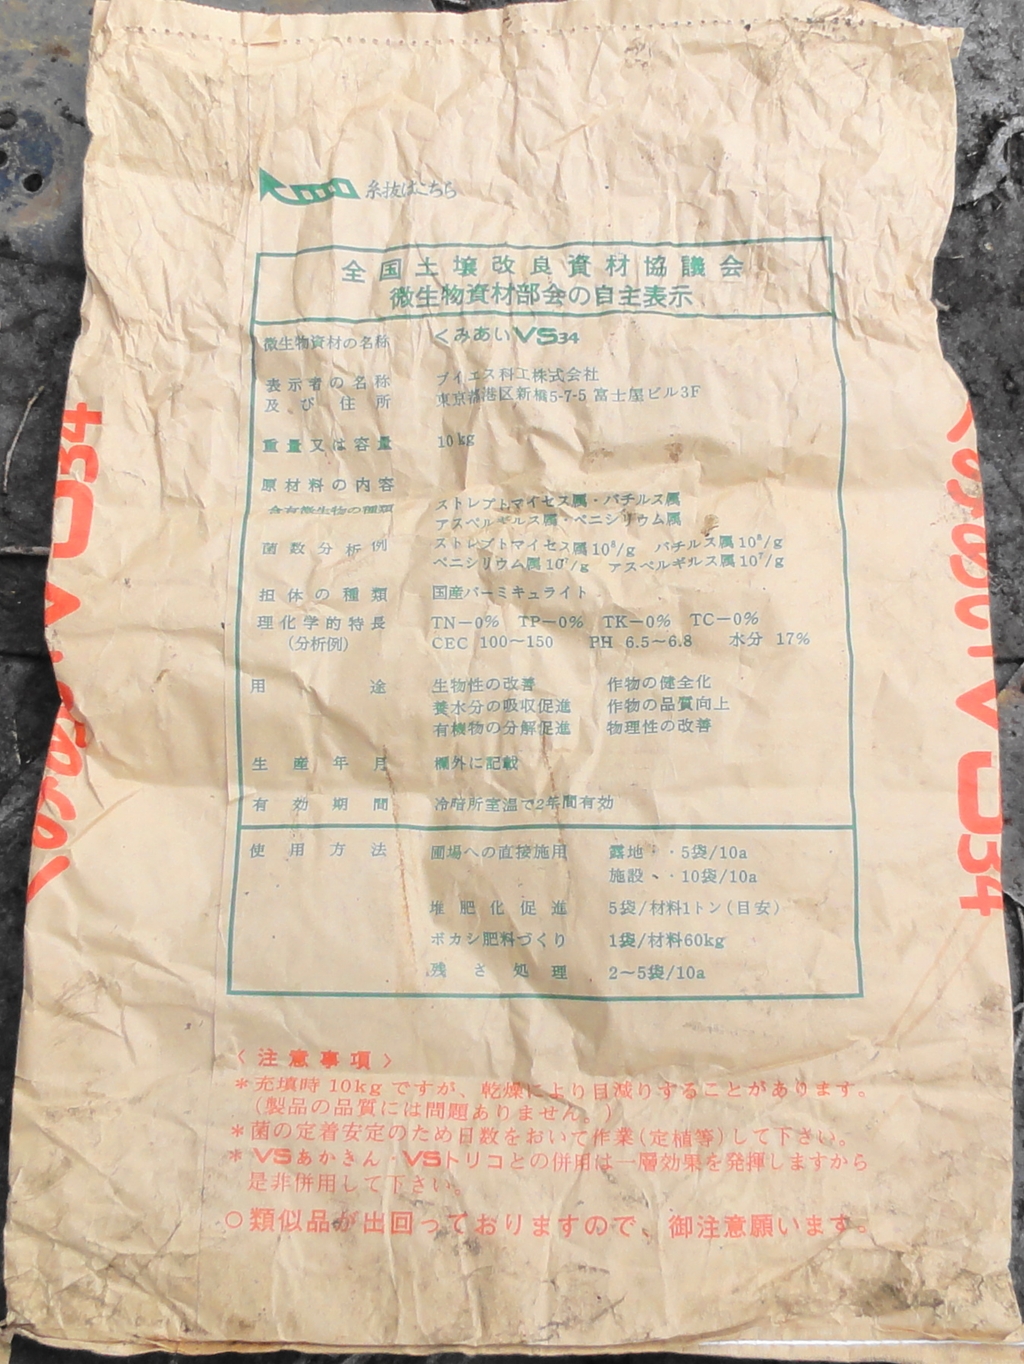 糸抜はこちら
全国土壌改良資材協議会
微生物資材部会の自主表示
微生物資材の名称 くみあいVS34
表示者の名称 ブイエス科工株式会社
及び住所 東京都港区新橋5-7-5 富士屋ビル3F
重量又は容量 10kg
原材料の内容
含有微生物の種類 ストレプトマイセス属・バチルス属
アスペルギルス属・ペニシリウム属
菌数分析例 ストレプトマイセス属10⁸/g バチルス属10⁸/g
ペニシリウム属10⁷/g アスペルギルス属10⁷/g
担体の種類 国産バーミキュライト
理化学的特長 TN−0% TP−0% TK−0% TC−0%
(分析例) CEC 100〜150 PH 6.5〜6.8 水分 17%
用途 生物性の改善 作物の健全化
養水分の吸収促進 作物の品質向上
有機物の分解促進 物理性の改善
生産年月 欄外に記載
有効期間 冷暗所室温で2年間有効
使用方法 圃場への直接施用 露地・・5袋/10a
施設・・10袋/10a
堆肥化促進 5袋/材料1トン(目安)
ボカシ肥料づくり 1袋/材料60kg
残さ処理 2〜5袋/10a
〈注意事項〉
＊充填時10kgですが、乾燥により目減りすることがあります。
(製品の品質には問題ありません。)
＊菌の定着安定のため日数をおいて作業(定植等)して下さい。
＊VSあかきん・VSトリコとの併用は一層効果を発揮しますから
是非併用して下さい。
○類似品が出回っておりますので、御注意願います。
34
34